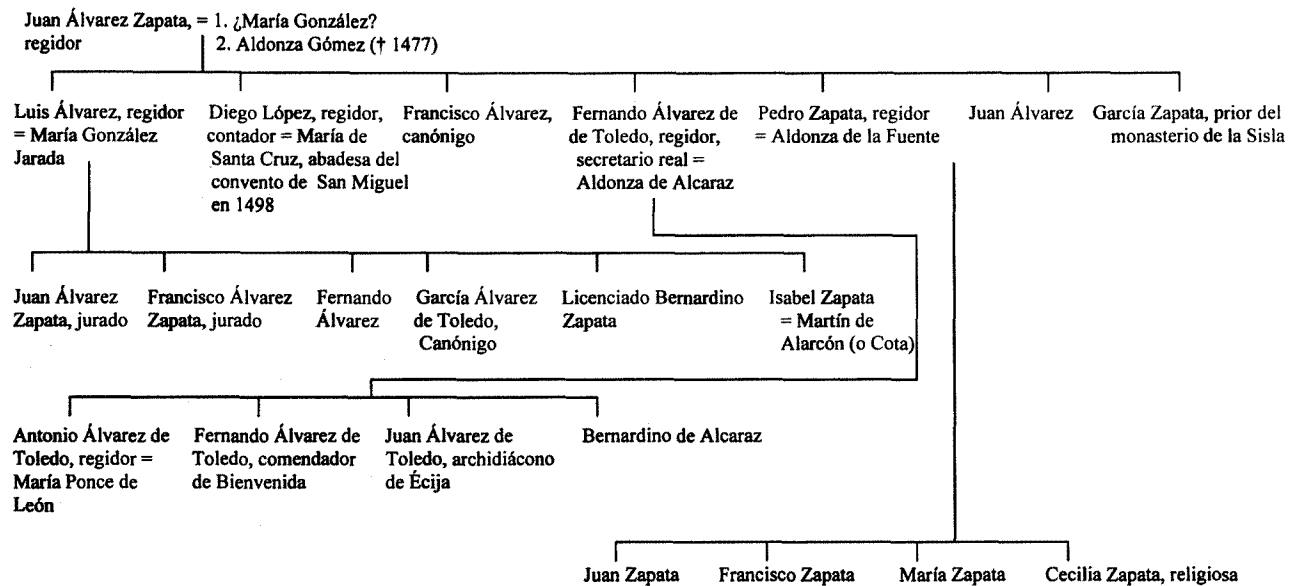 Juan Álvarez Zapata, = 1. ¿María González?
regidor 2. Aldonza Gómez († 1477)
Luis Álvarez, regidor
= María González
Jarada
Diego López, regidor,
contador = María de
Santa Cruz, abadesa del
convento de San Miguel
en 1498
Francisco Álvarez,
canónigo
Fernando Álvarez de
de Toledo, regidor,
secretario real =
Aldonza de Alcaraz
Pedro Zapata, regidor
= Aldonza de la Fuente
Juan Álvarez
García Zapata, prior del
monasterio de la Sisla
Juan Álvarez
Zapata, jurado
Francisco Álvarez
Zapata, jurado
Fernando
Álvarez
García Álvarez
de Toledo,
Canónigo
Licenciado Bernardino
Zapata
Isabel Zapata
= Martín de
Alarcón (o Cota)
Antonio Álvarez de
Toledo, regidor =
María Ponce de
León
Fernando Álvarez de
Toledo, comendador
de Bienvenida
Juan Álvarez de
Toledo, archidiácono
de Écija
Bernardino de Alcaraz
Juan Zapata
Francisco Zapata
María Zapata
Cecilia Zapata, religiosa